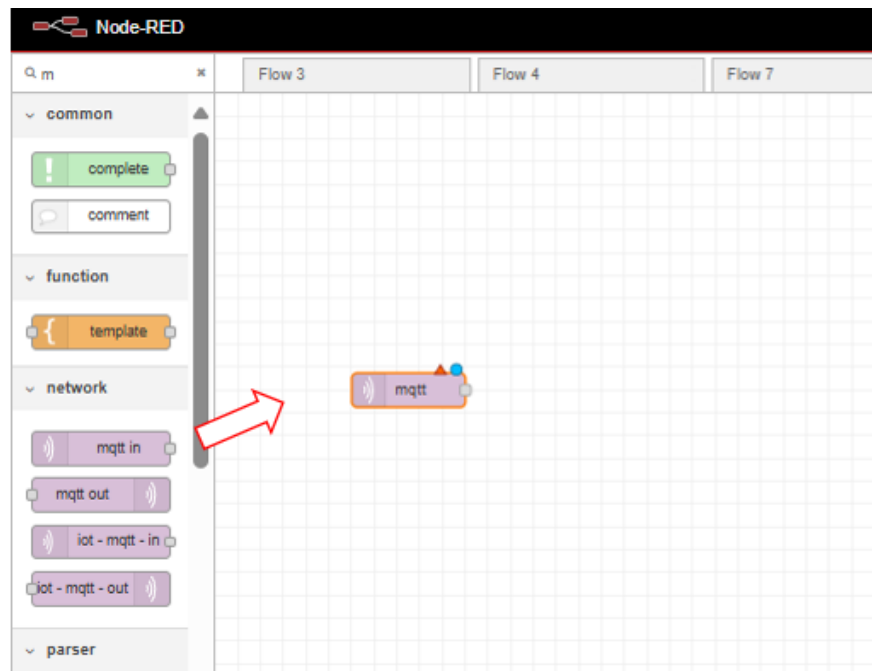 Node-RED
m
Flow 3
Flow 4
Flow 7
common
complete
comment
function
template
network
mqtt in
mqtt out
iot - mqtt - in
iot - mqtt - out
parser
mqtt